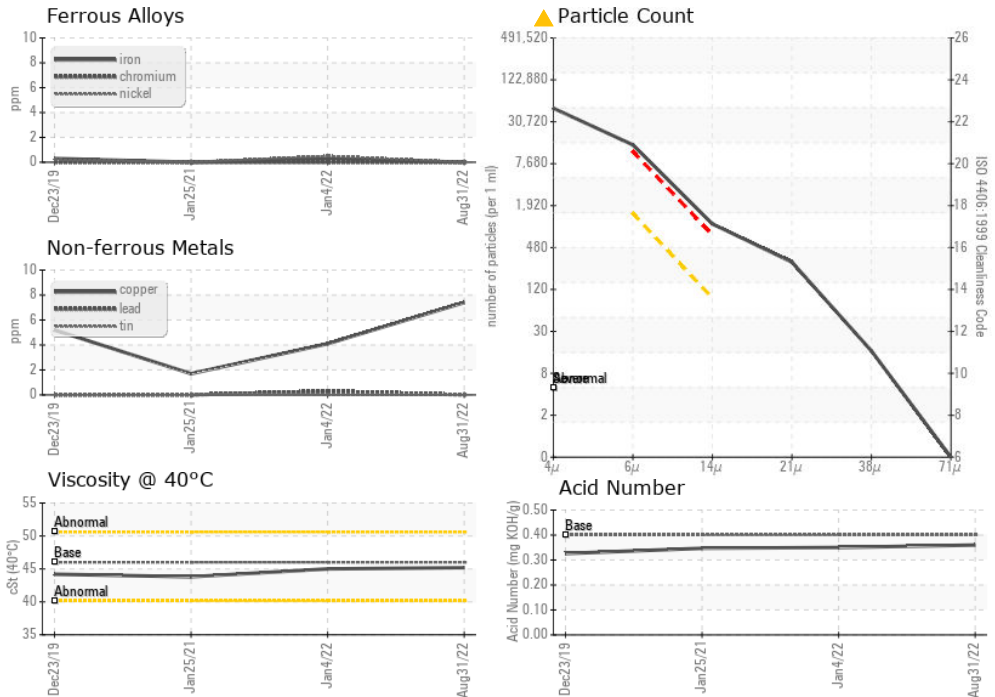 Ferrous Alloys
10
8
6
4
2
0
ppm
iron
chromium
nickel
Dec23/19
Jan25/21
Jan4/22
Aug31/22
Non-ferrous Metals
10
8
6
4
2
0
ppm
copper
lead
tin
Dec23/19
Jan25/21
Jan4/22
Aug31/22
Viscosity @ 40°C
55
50
45
40
35
cSt (40°C)
Abnormal
Base
Abnormal
Dec23/19
Jan25/21
Jan4/22
Aug31/22
Particle Count
491,520
122,880
30,720
7,680
1,920
480
120
30
8
2
0
number of particles (per 1 ml)
26
24
22
20
18
16
14
12
10
8
6
ISO 4406:1999 Cleanliness Code
Abnormal
4µ
6µ
14µ
21µ
38µ
71µ
Acid Number
0.50
0.40
0.30
0.20
0.10
0.00
Acid Number (mg KOH/g)
Base
Dec23/19
Jan25/21
Jan4/22
Aug31/22